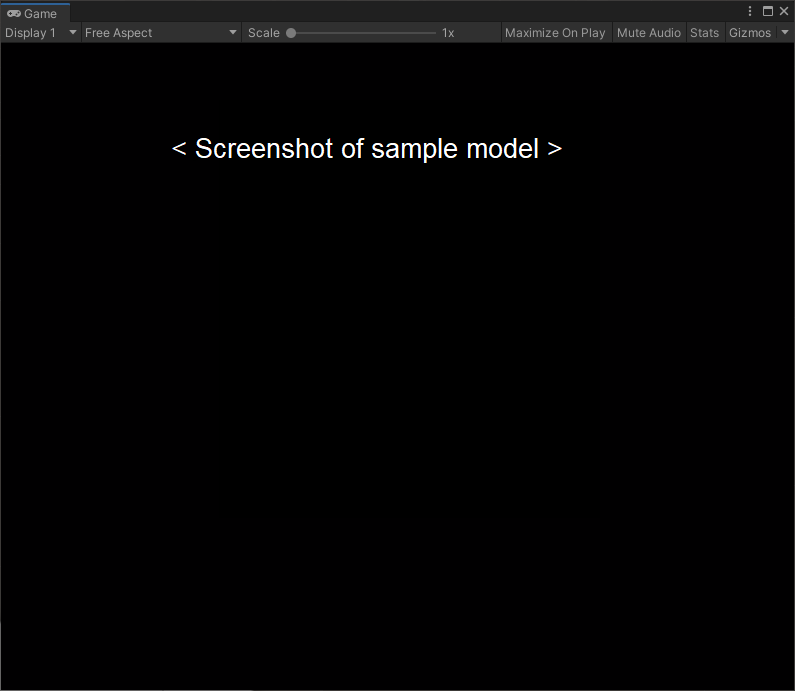 Game
Display 1 Free Aspect Scale 1x Maximize On Play Mute Audio Stats Gizmos
< Screenshot of sample model >